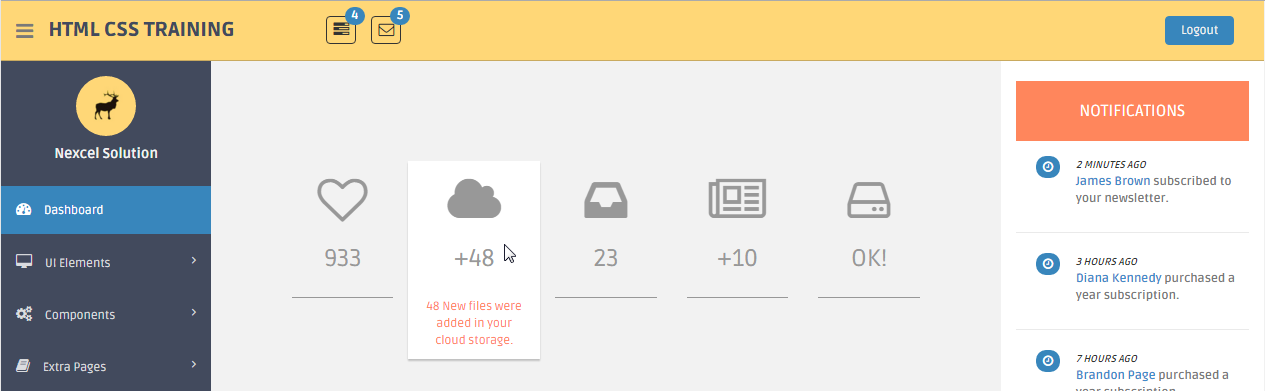 HTML CSS TRAINING
4
5
Logout
Nexcel Solution
Dashboard
UI Elements
Components
Extra Pages
933
+48
48 New files were
added in your
cloud storage.
23
+10
OK!
NOTIFICATIONS
2 MINUTES AGO
James Brown subscribed to
your newsletter.
3 HOURS AGO
Diana Kennedy purchased a
year subscription.
7 HOURS AGO
Brandon Page purchased a
year subscription.